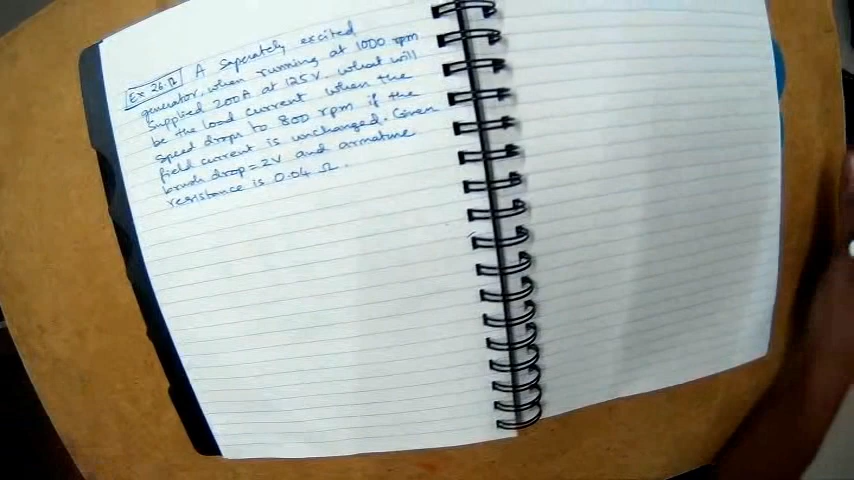 Ex 26.12 A Saperately excited
generator, when running at 1000 rpm
supplied 200A at 125V. what will
be the load current when the
speed drops to 800 rpm if the
field current is unchanged. Given
brush drop = 2V and armature
resistance is 0.04 Ω.